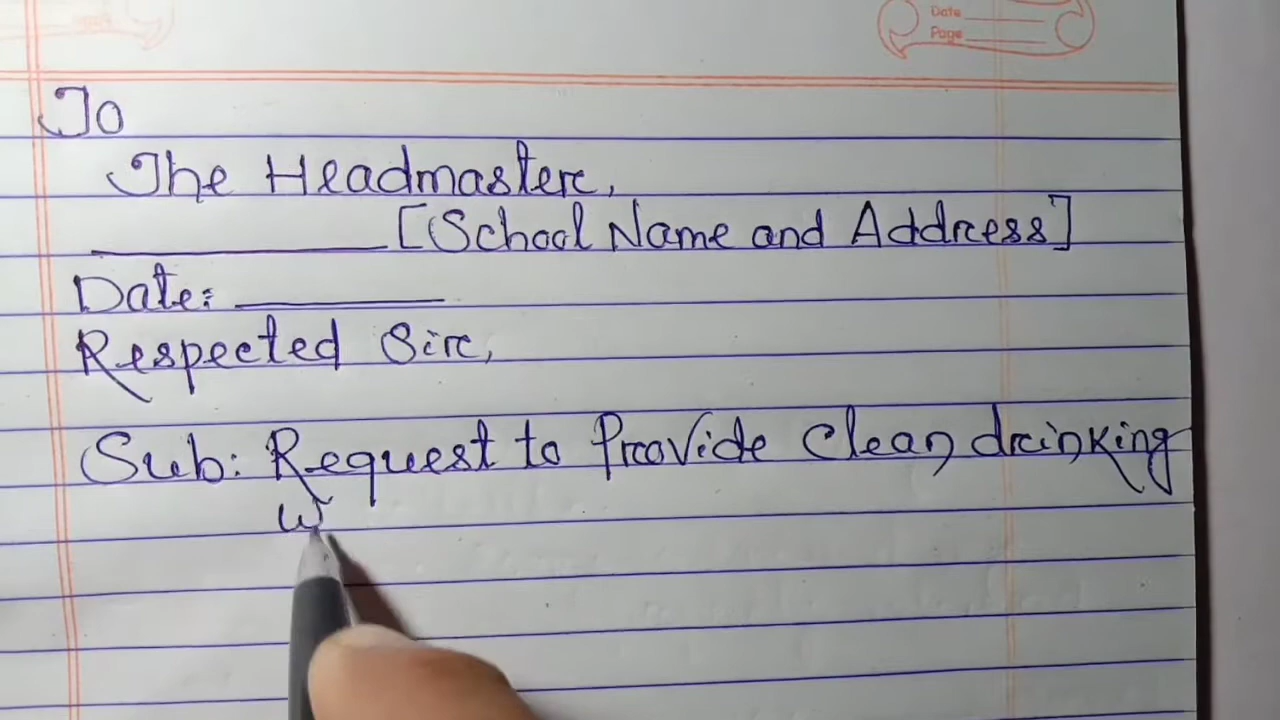 Date
Page
To
The Headmaster,
[School Name and Address]
Date:
Respected Sir,
Sub: Request to Provide Clean drinking
w